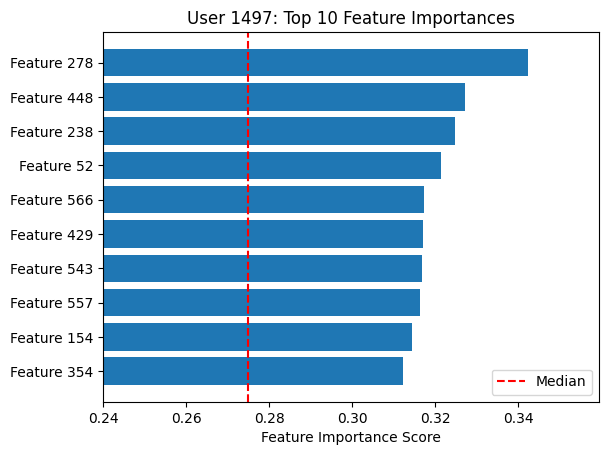 User 1497: Top 10 Feature Importances
Feature 278
Feature 448
Feature 238
Feature 52
Feature 566
Feature 429
Feature 543
Feature 557
Feature 154
Feature 354
Median
0.24 0.26 0.28 0.30 0.32 0.34
Feature Importance Score